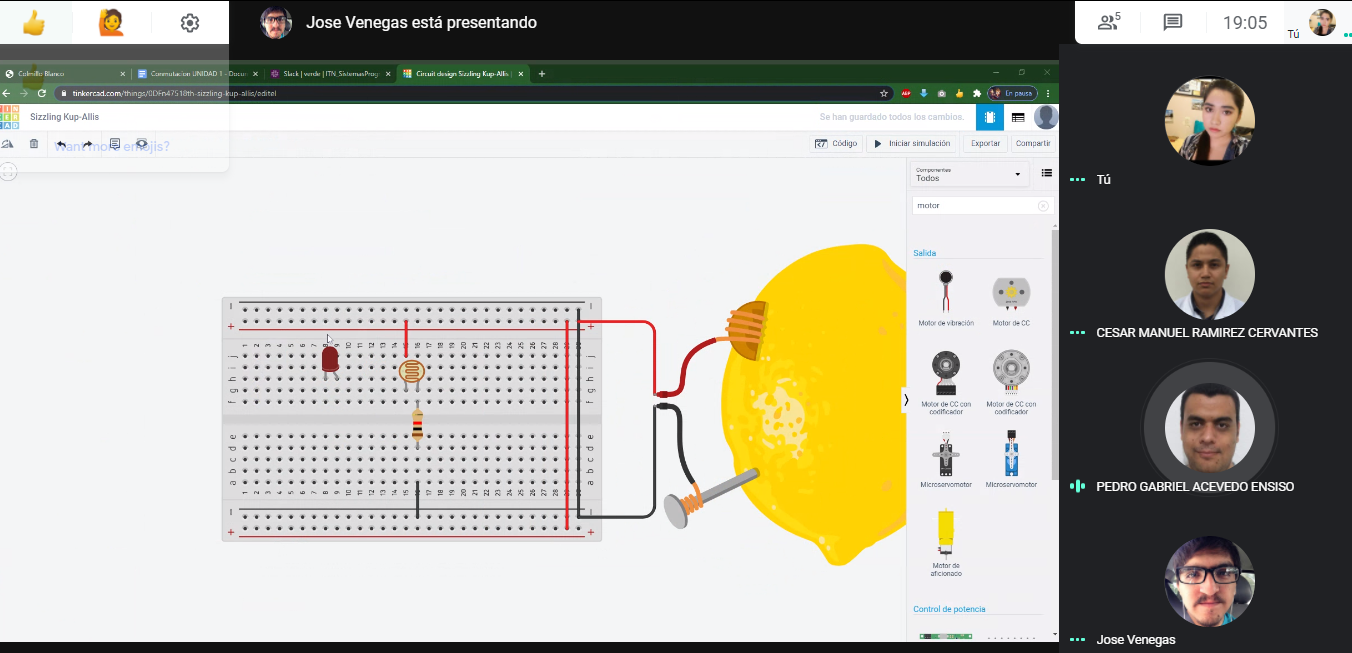 Jose Venegas está presentando
5
19:05
Tú
Colmillo Blanco
Conmutacion UNIDAD 1 - Docu
Slack | verde | ITN_SistemasProg
Circuit design Sizzling Kup-Allis |
tinkercad.com/things/0DFn47518th-sizzling-kup-allis/editel
ABP
En pausa
TIN
KER
CAD
Sizzling Kup-Allis
Se han guardado todos los cambios.
Want more emojis?
Código
Iniciar simulación
Exportar
Compartir
Componentes
Todos
motor
Salida
Motor de vibración
Motor de CC
Motor de CC con codificador
Motor de CC con codificador
Microservomotor
Microservomotor
Motor de aficionado
Control de potencia
Tú
CESAR MANUEL RAMIREZ CERVANTES
PEDRO GABRIEL ACEVEDO ENSISO
Jose Venegas